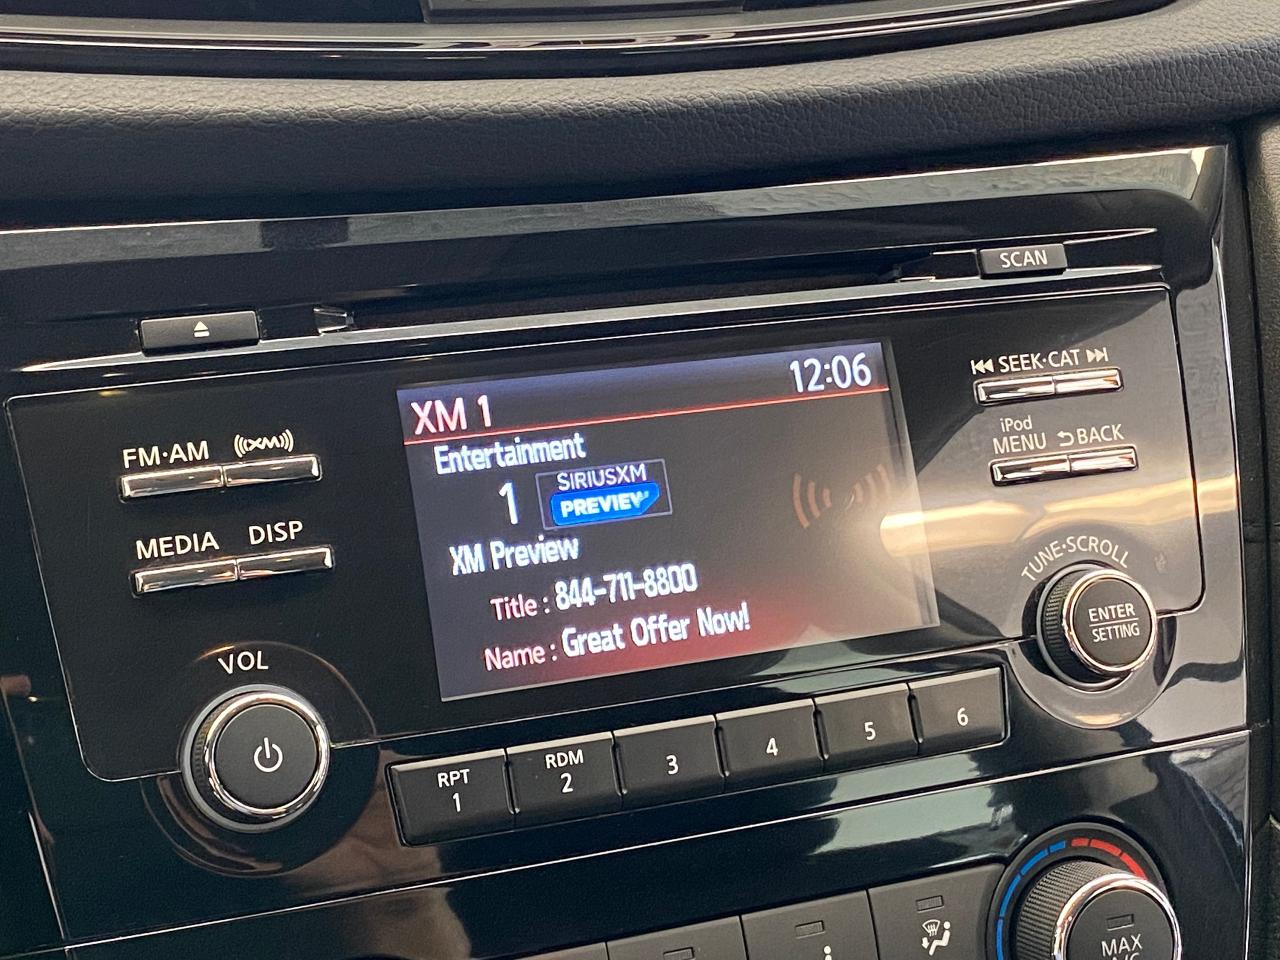 SCAN
SEEK·CAT
iPod
MENU
BACK
FM·AM
((XM))
MEDIA
DISP
VOL
XM 1
12:06
Entertainment
1
SIRIUSXM
PREVIEW
XM Preview
Title : 844-711-8800
Name : Great Offer Now!
TUNE·SCROLL
ENTER
SETTING
RPT
1
RDM
2
3
4
5
6
MAX
A/C